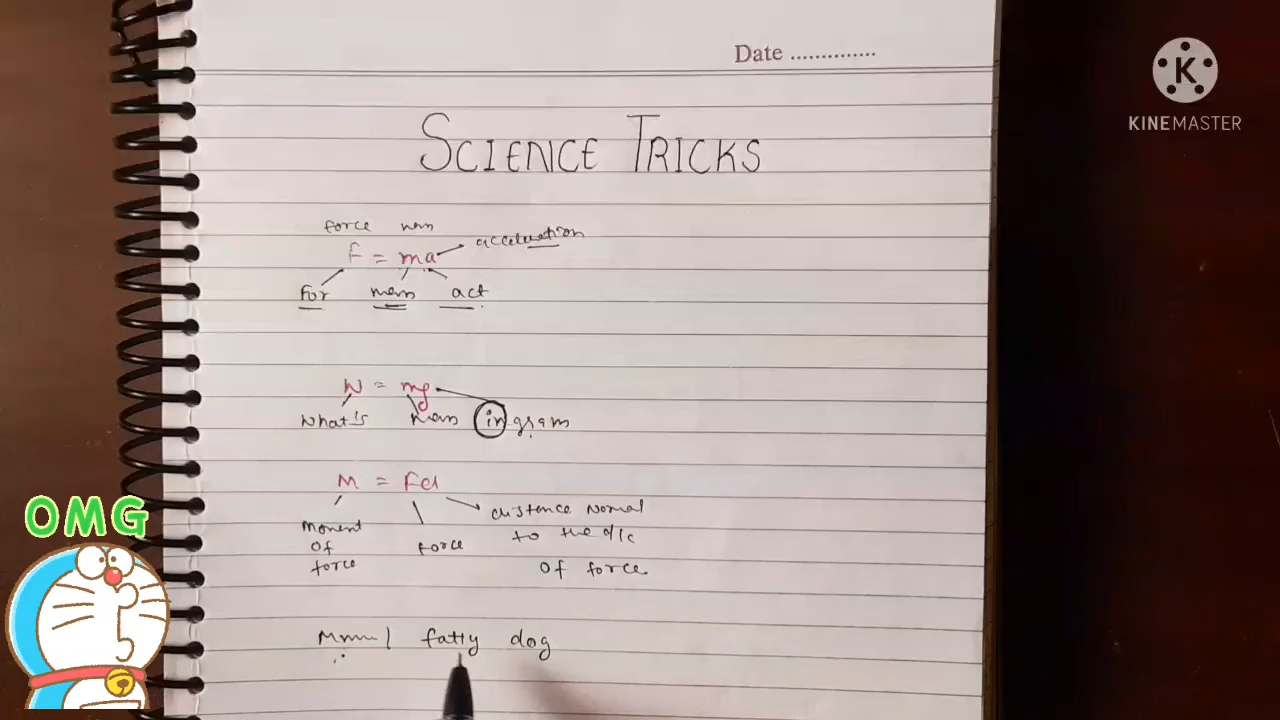 Date ..............
KINEMASTER
SCIENCE TRICKS
force mass
f = ma acceleration
For mass act
W = mg
What's mass in gram
M = Fd
Moment of force
force
distance normal to the d/c of force
Mmm! fatty dog
OMG